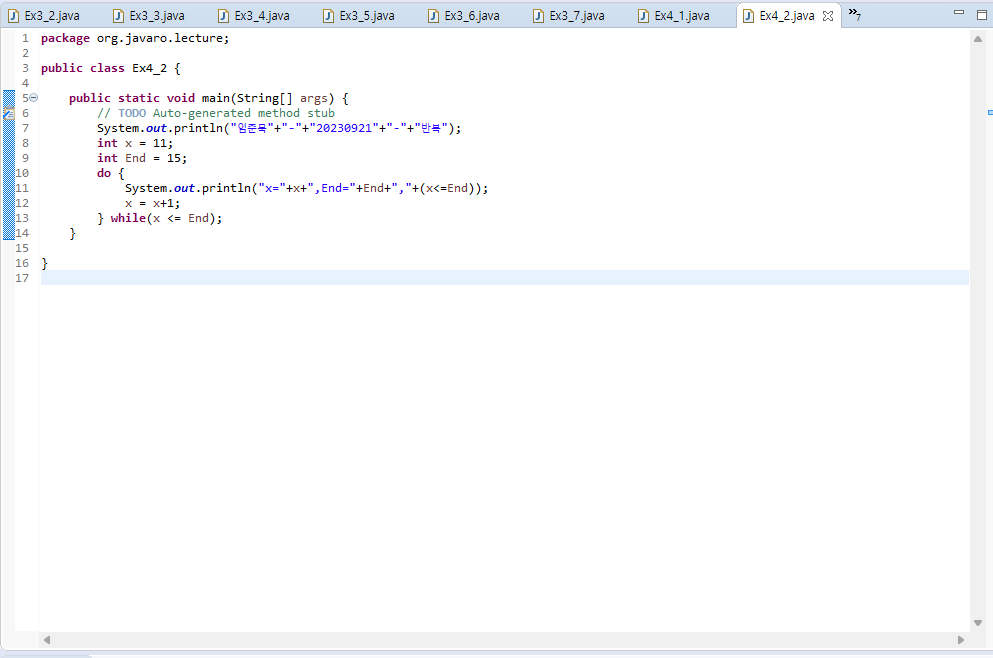 Ex3_2.java Ex3_3.java Ex3_4.java Ex3_5.java Ex3_6.java Ex3_7.java Ex4_1.java Ex4_2.java »7
1 package org.javaro.lecture;
2
3 public class Ex4_2 {
4
5 public static void main(String[] args) {
6 // TODO Auto-generated method stub
7 System.out.println("임준묵"+"-"+"20230921"+"-"+"반복");
8 int x = 11;
9 int End = 15;
10 do {
11 System.out.println("x="+x+",End="+End+","+(x<=End));
12 x = x+1;
13 } while(x <= End);
14 }
15
16 }
17